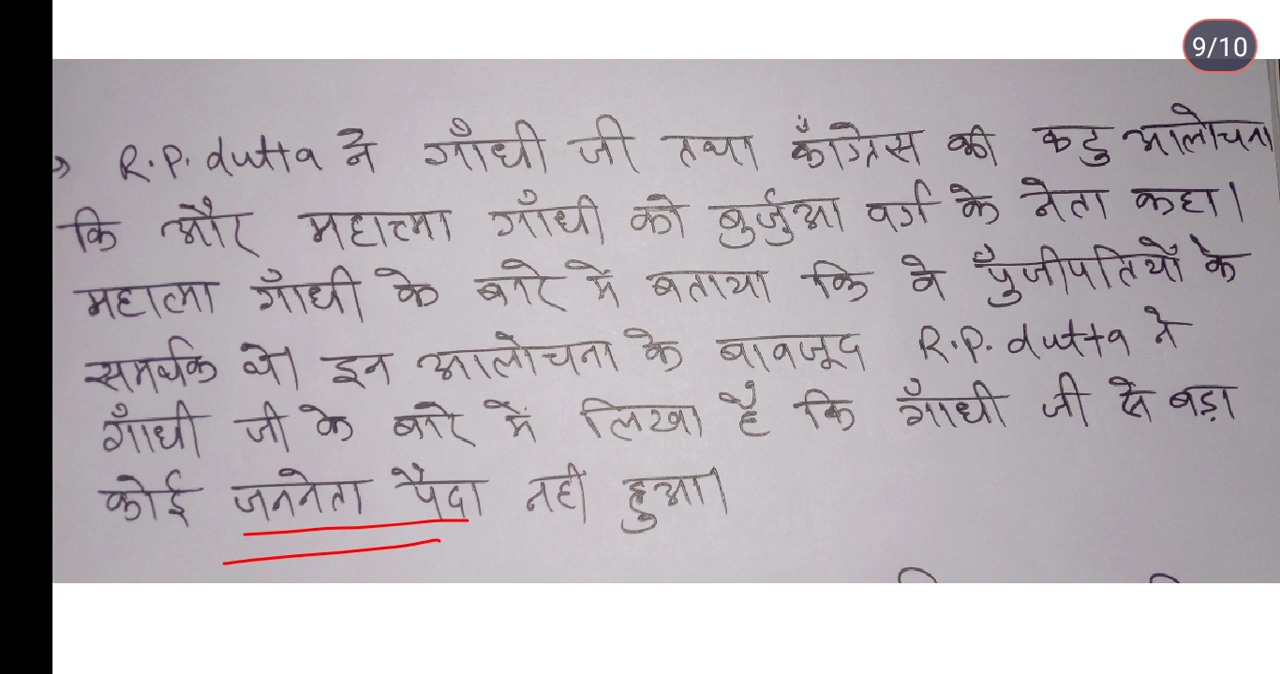 9/10
→ R.P. dutta ने गाँधी जी तथा काँग्रेस की कटु आलोचना
कि और महात्मा गाँधी को बुर्जुआ वर्ग के नेता कहा।
महात्मा गाँधी के बारे में बताया कि वे पूँजीपतियों के
समर्थक थे। इन आलोचना के बावजूद R.P. dutta ने
गाँधी जी के बारे में लिखा है कि गाँधी जी से बड़ा
कोई जननेता पैदा नही हुआ।